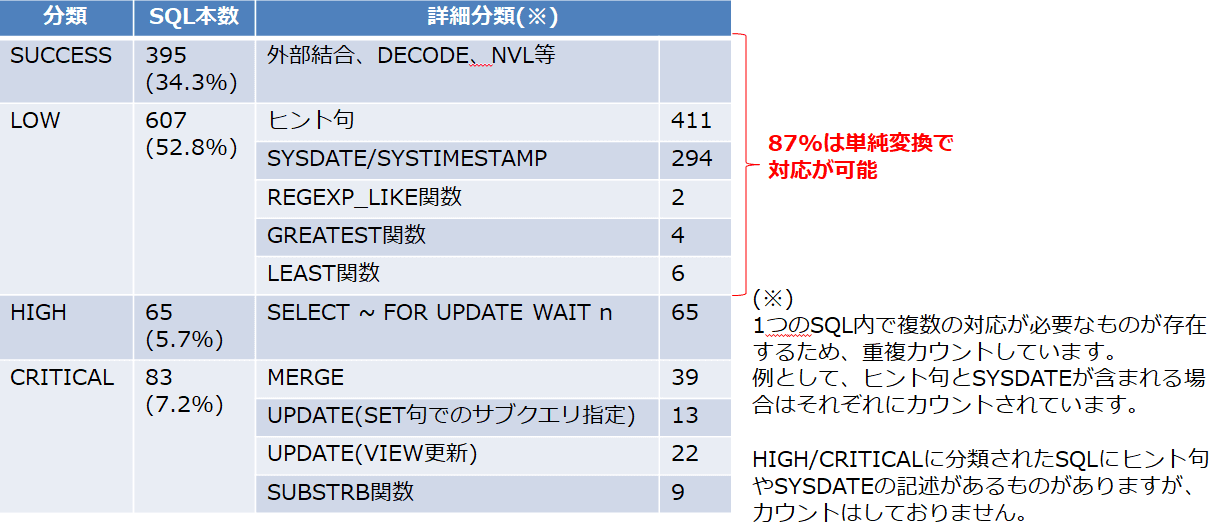 分類 SQL本数 詳細分類(※)
SUCCESS 395 外部結合、DECODE、NVL等
(34.3%)
LOW 607 ヒント句 411
(52.8%)
SYSDATE/SYSTIMESTAMP 294
REGEXP_LIKE関数 2
GREATEST関数 4
LEAST関数 6
HIGH 65 SELECT ~ FOR UPDATE WAIT n 65
(5.7%)
CRITICAL 83 MERGE 39
(7.2%)
UPDATE(SET句でのサブクエリ指定) 13
UPDATE(VIEW更新) 22
SUBSTRB関数 9
87%は単純変換で
対応が可能
(※)
1つのSQL内で複数の対応が必要なものが存在
するため、重複カウントしています。
例として、ヒント句とSYSDATEが含まれる場
合はそれぞれにカウントされています。
HIGH/CRITICALに分類されたSQLにヒント句
やSYSDATEの記述があるものがありますが、
カウントはしておりません。